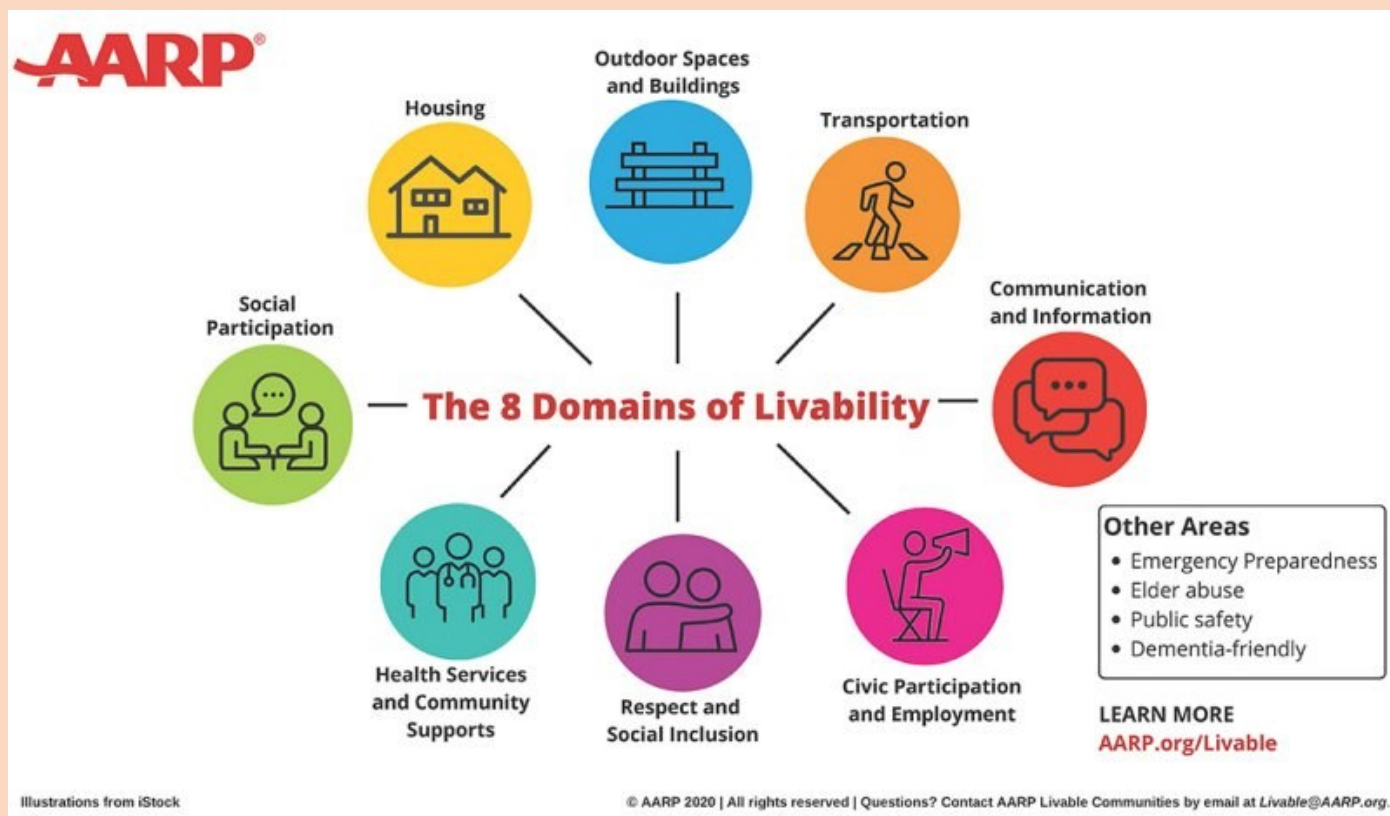 AARP®
Outdoor Spaces
and Buildings
Housing
Transportation
Social
Participation
Communication
and Information
The 8 Domains of Livability
Health Services
and Community
Supports
Respect and
Social Inclusion
Civic Participation
and Employment
Other Areas
• Emergency Preparedness
• Elder abuse
• Public safety
• Dementia-friendly
LEARN MORE
AARP.org/Livable
Illustrations from iStock
© AARP 2020 | All rights reserved | Questions? Contact AARP Livable Communities by email at Livable@AARP.org.